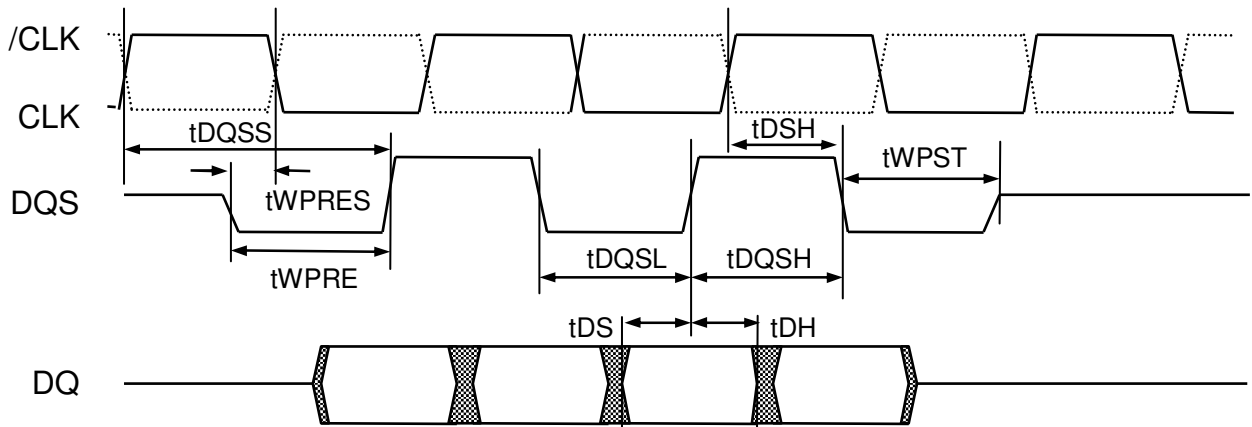 /CLK
CLK
tDQSS
tDSH
tWPST
DQS
tWPRES
tWPRE
tDQSL
tDQSH
tDS
tDH
DQ